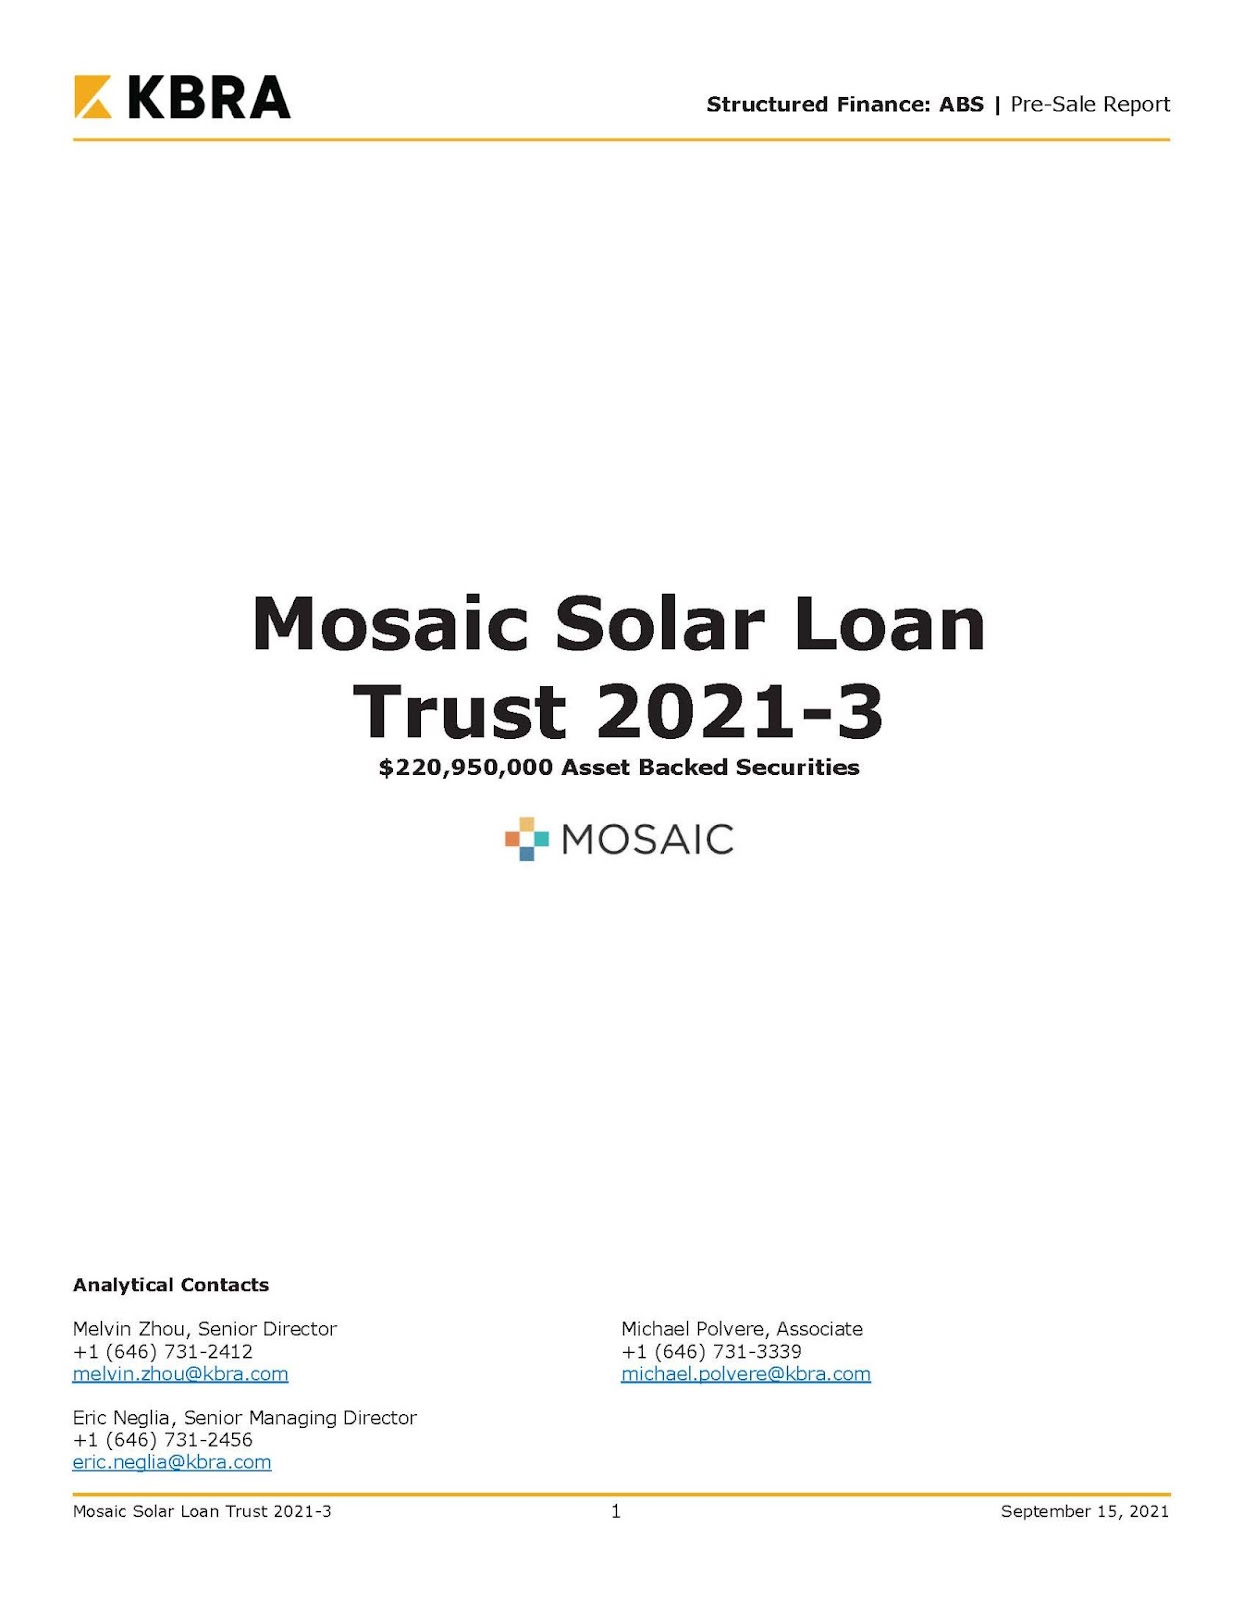 KBRA
Structured Finance: ABS | Pre-Sale Report
Mosaic Solar Loan
Trust 2021-3
$220,950,000 Asset Backed Securities
MOSAIC
Analytical Contacts
Melvin Zhou, Senior Director
+1 (646) 731-2412
melvin.zhou@kbra.com
Michael Polvere, Associate
+1 (646) 731-3339
michael.polvere@kbra.com
Eric Neglia, Senior Managing Director
+1 (646) 731-2456
eric.neglia@kbra.com
Mosaic Solar Loan Trust 2021-3
1
September 15, 2021